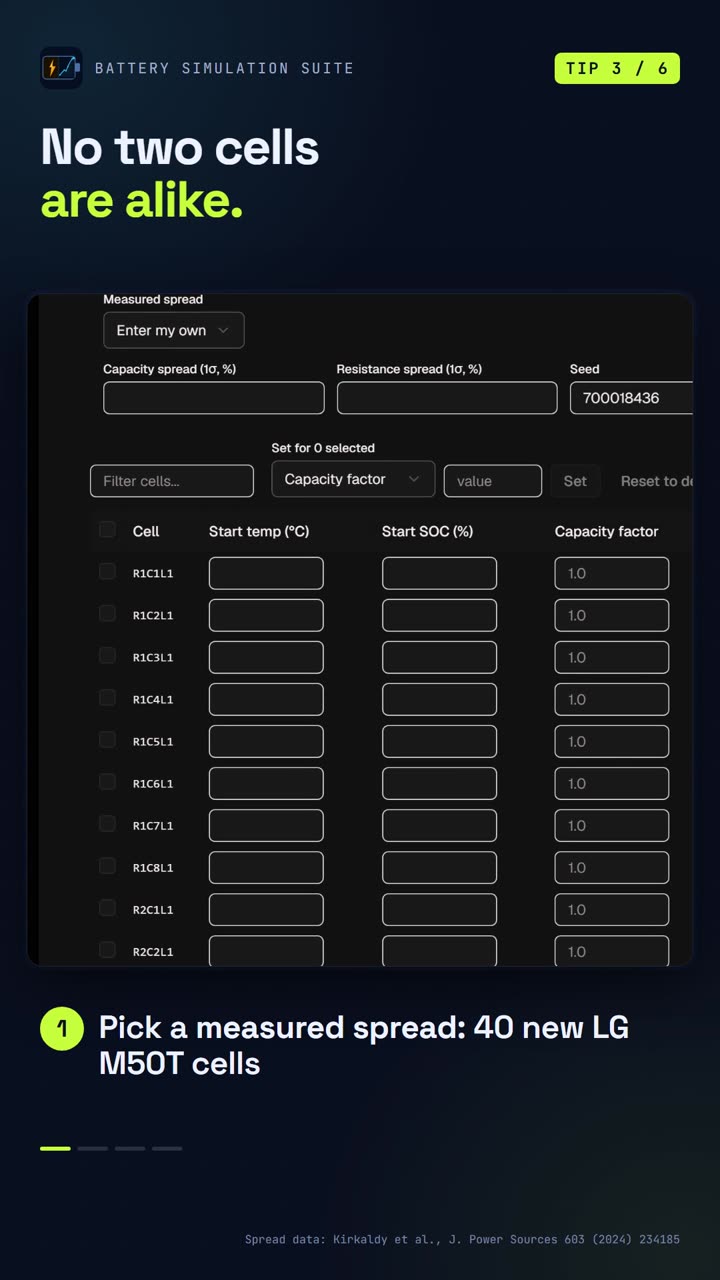 BATTERY SIMULATION SUITE
TIP 3 / 6
No two cells
are alike.
Measured spread
Enter my own
Capacity spread (1σ, %) Resistance spread (1σ, %) Seed
700018436
Set for 0 selected
Filter cells… Capacity factor value Set Reset to de
Cell Start temp (°C) Start SOC (%) Capacity factor
R1C1L1 1.0
R1C2L1 1.0
R1C3L1 1.0
R1C4L1 1.0
R1C5L1 1.0
R1C6L1 1.0
R1C7L1 1.0
R1C8L1 1.0
R2C1L1 1.0
R2C2L1 1.0
1 Pick a measured spread: 40 new LG
M50T cells
Spread data: Kirkaldy et al., J. Power Sources 603 (2024) 234185